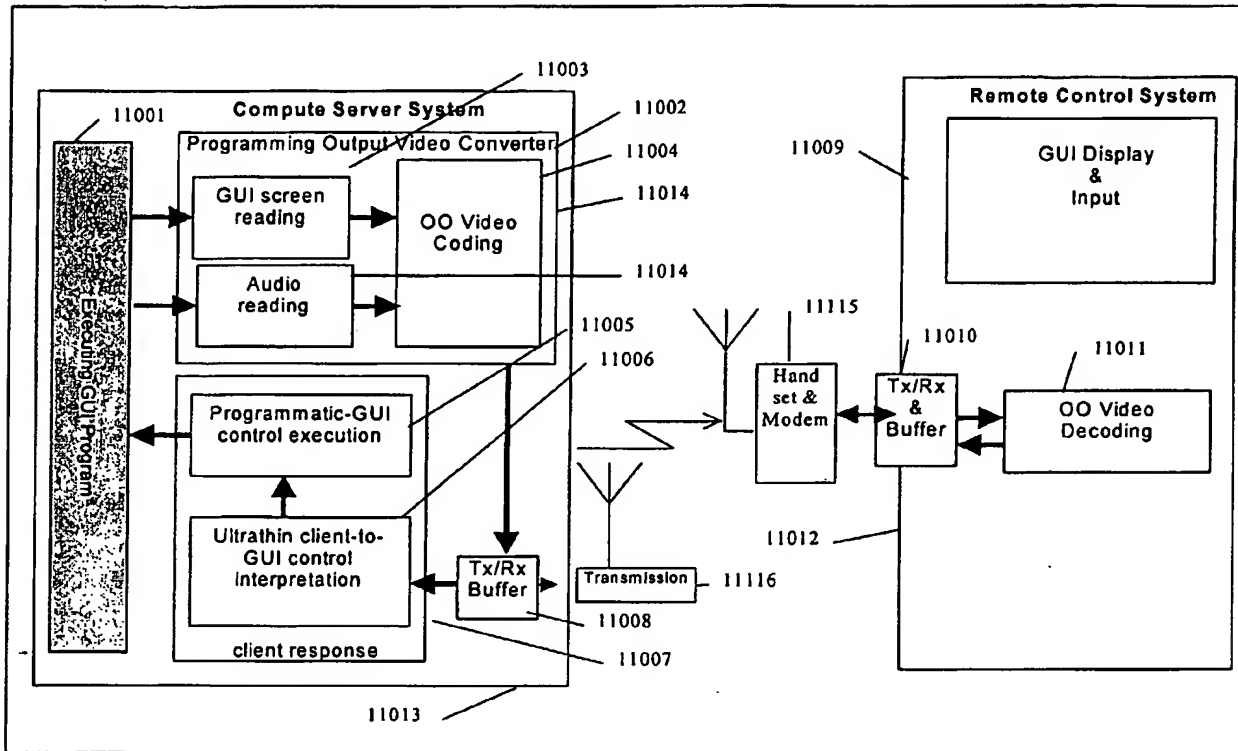 11003
11001
Compute Server System
11002
Programming Output Video Converter
11004
11014
GUI screen
reading
OO Video
Coding
Audio
reading
11014
Executing GUI Program
11005
11006
Programmatic-GUI
control execution
Ultrathin client-to-
GUI control
interpretation
Tx/Rx
Buffer
11008
client response
11007
11013
Transmission
11116
11115
Hand
set &
Modem
Remote Control System
11009
GUI Display
&
Input
11010
Tx/Rx
&
Buffer
11011
OO Video
Decoding
11012